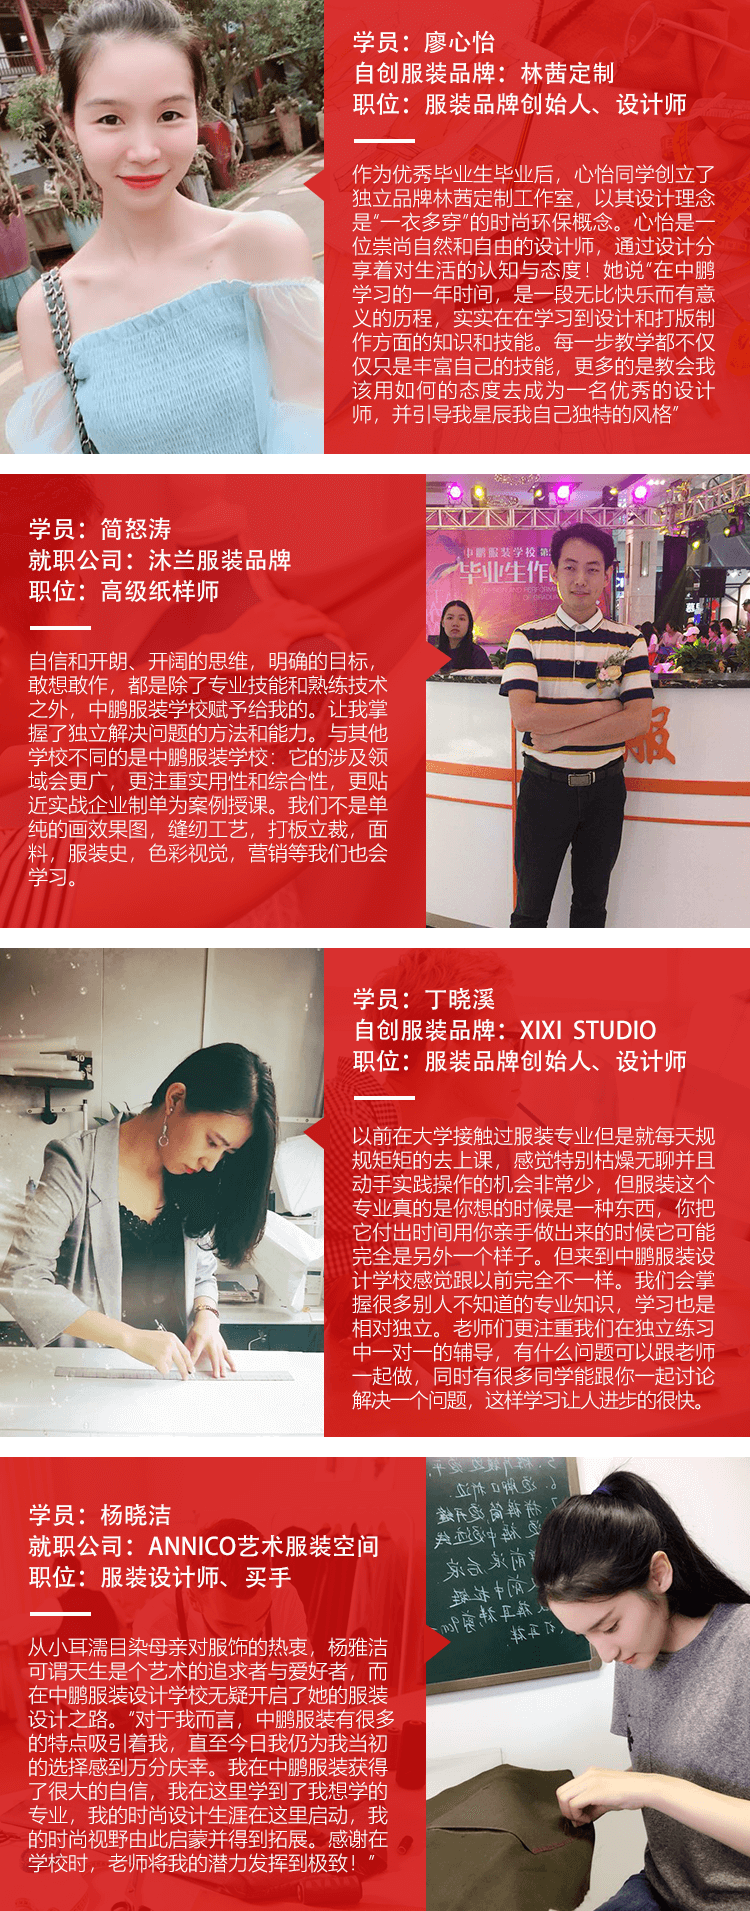 学员：廖心怡
自创服装品牌：林茜定制
职位：服装品牌创始人、设计师
作为优秀毕业生毕业后，心怡同学创立了
独立品牌林茜定制工作室，以其设计理念
是“一衣多穿”的时尚环保概念。心怡是一
位崇尚自然和自由的设计师，通过设计分
享着对生活的认知与态度！她说“在中鹏
学习的一年时间，是一段无比快乐而有意
义的历程，实实在在学习到设计和打版制
作方面的知识和技能。每一步教学都不仅
仅只是丰富自己的技能，更多的是教会我
该用如何的态度去成为一名优秀的设计
师，并引导我星辰我自己独特的风格”
学员：简怒涛
就职公司：沐兰服装品牌
职位：高级纸样师
自信和开朗、开阔的思维，明确的目标，
敢想敢作，都是除了专业技能和熟练技术
之外，中鹏服装学校赋予给我的。让我掌
握了独立解决问题的方法和能力。与其他
学校不同的是中鹏服装学校：它的涉及领
域会更广，更注重实用性和综合性，更贴
近实战企业制单为案例授课。我们不是单
纯的画效果图，缝纫工艺，打板立裁，面
料，服装史，色彩视觉，营销等我们也会
学习。
中鹏服装学校
毕业生作
服
学员：丁晓溪
自创服装品牌：XIXI STUDIO
职位：服装品牌创始人、设计师
以前在大学接触过服装专业但是就每天规
规矩矩的去上课，感觉特别枯燥无聊并且
动手实践操作的机会非常少，但服装这个
专业真的是你想的时候是一种东西，你把
它付出时间用你亲手做出来的时候它可能
完全是另外一个样子。但来到中鹏服装设
计学校感觉跟以前完全不一样。我们会掌
握很多别人不知道的专业知识，学习也是
相对独立。老师们更注重我们在独立练习
中一对一的辅导，有什么问题可以跟老师
一起做，同时有很多同学能跟你一起讨论
解决一个问题，这样学习让人进步的很快。
10
学员：杨晓洁
就职公司：ANNICO艺术服装空间
职位：服装设计师、买手
从小耳濡目染母亲对服饰的热衷，杨雅洁
可谓天生是个艺术的追求者与爱好者，而
在中鹏服装设计学校无疑开启了她的服装
设计之路。“对于我而言，中鹏服装有很多
的特点吸引着我，直至今日我仍为我当初
的选择感到万分庆幸。我在中鹏服装获得
了很大的自信，我在这里学到了我想学的
专业，我的时尚设计生涯在这里启动，我
的时尚视野由此启蒙并得到拓展。感谢在
学校时，老师将我的潜力发挥到极致！”